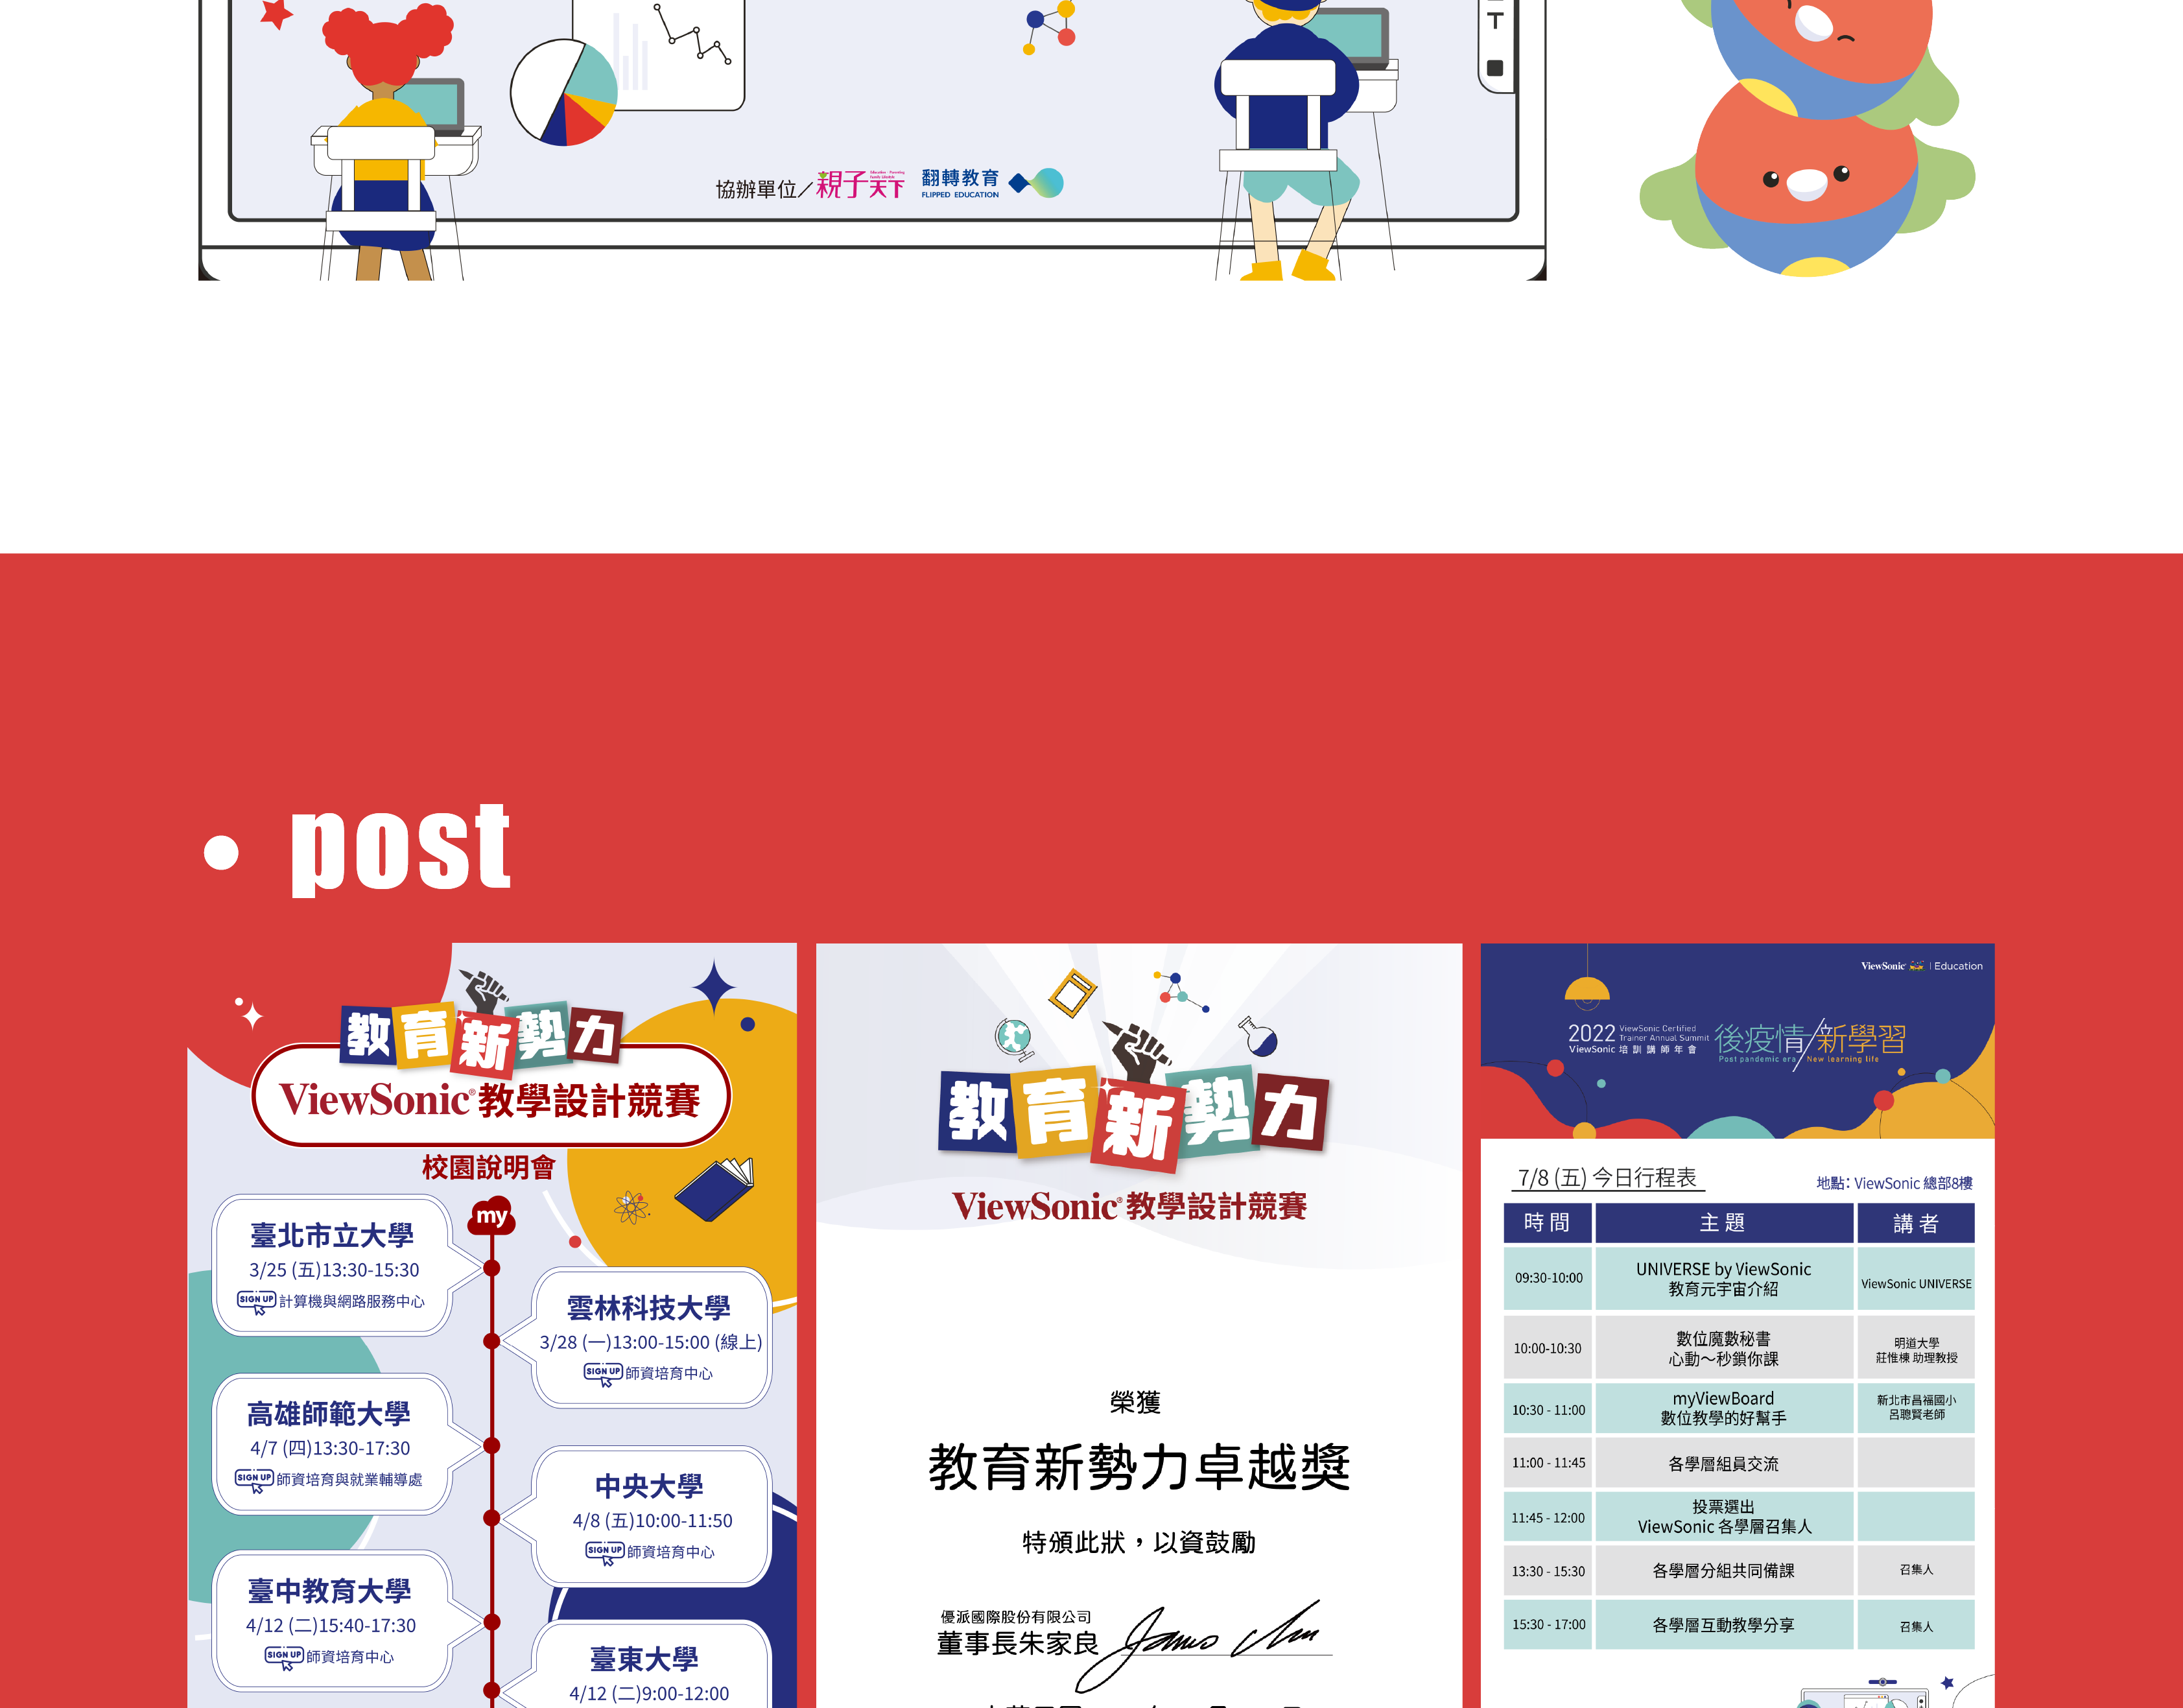 T
協辦單位／親子天下
翻轉教育
FLIPPED EDUCATION
• post
教育新勢力
ViewSonic® 教學設計競賽
校園說明會
my
臺北市立大學
3/25 (五)13:30-15:30
SIGN UP 計算機與網路服務中心
雲林科技大學
3/28 (一)13:00-15:00 (線上)
SIGN UP 師資培育中心
高雄師範大學
4/7 (四)13:30-17:30
SIGN UP 師資培育與就業輔導處
中央大學
4/8 (五)10:00-11:50
SIGN UP 師資培育中心
臺中教育大學
4/12 (二)15:40-17:30
SIGN UP 師資培育中心
臺東大學
4/12 (二)9:00-12:00
教育新勢力
ViewSonic® 教學設計競賽
榮獲
教育新勢力卓越獎
特頒此狀，以資鼓勵
優派國際股份有限公司
董事長朱家良
ViewSonic | Education
2022 ViewSonic Certified Trainer Annual Summit
ViewSonic 培訓講師年會
後疫情/新學習
Post pandemic era / New learning life
7/8 (五) 今日行程表
地點: ViewSonic 總部8樓
時間 主題 講者
09:30-10:00 UNIVERSE by ViewSonic 教育元宇宙介紹 ViewSonic UNIVERSE
10:00-10:30 數位魔數秘書 心動～秒鎖你課 明道大學 莊惟棟 助理教授
10:30 - 11:00 myViewBoard 數位教學的好幫手 新北市昌福國小 呂聰賢老師
11:00 - 11:45 各學層組員交流
11:45 - 12:00 投票選出 ViewSonic 各學層召集人
13:30 - 15:30 各學層分組共同備課 召集人
15:30 - 17:00 各學層互動教學分享 召集人